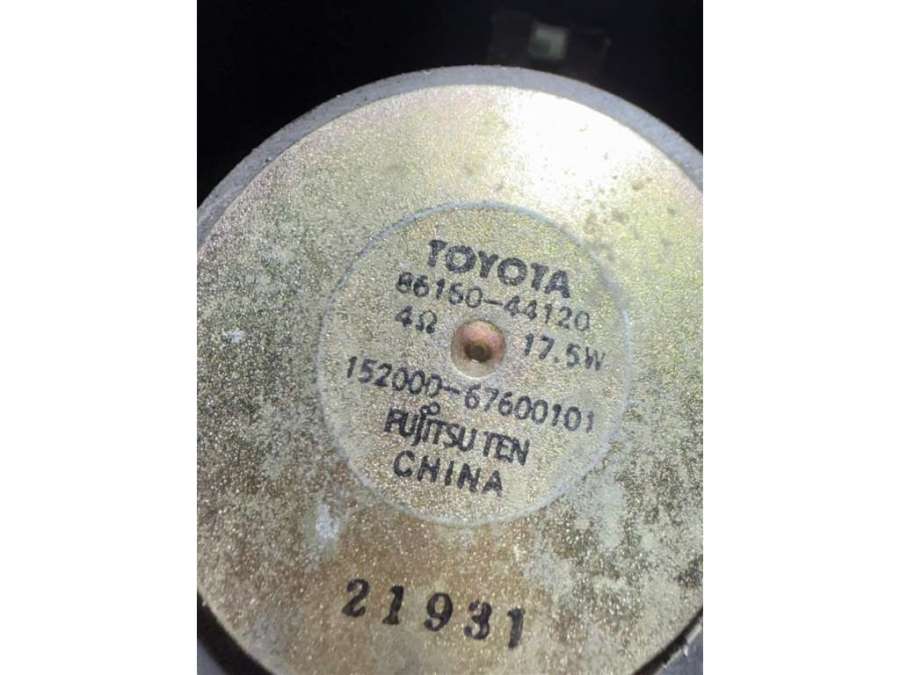 TOYOTA
86160-44120
4Ω 17.5W
152000-67600101
FUJITSU TEN
CHINA
21931